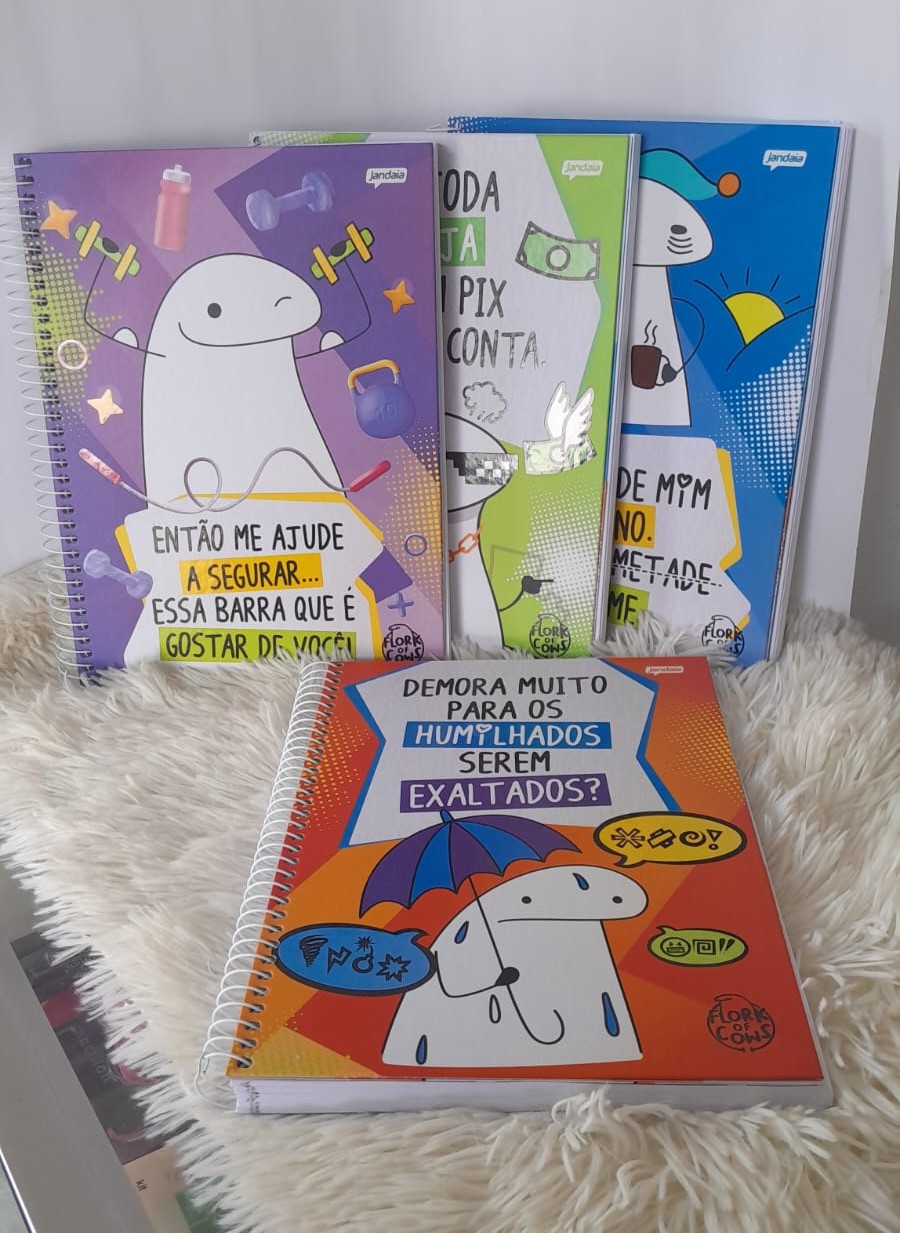 jandaia
ENTÃO ME AJUDE
A SEGURAR...
ESSA BARRA QUE É
GOSTAR DE VOCÊ!
10
FLORK
OF
COWS
jandaia
TODA
JA
PIX
CONTA.
FLORK
OF
COWS
jandaia
DE MIM
NO.
METADE
ME.
FLORK
OF
COWS
jandaia
DEMORA MUITO
PARA OS
HUMILHADOS
SEREM
EXALTADOS?
FLORK
OF
COWS
kit